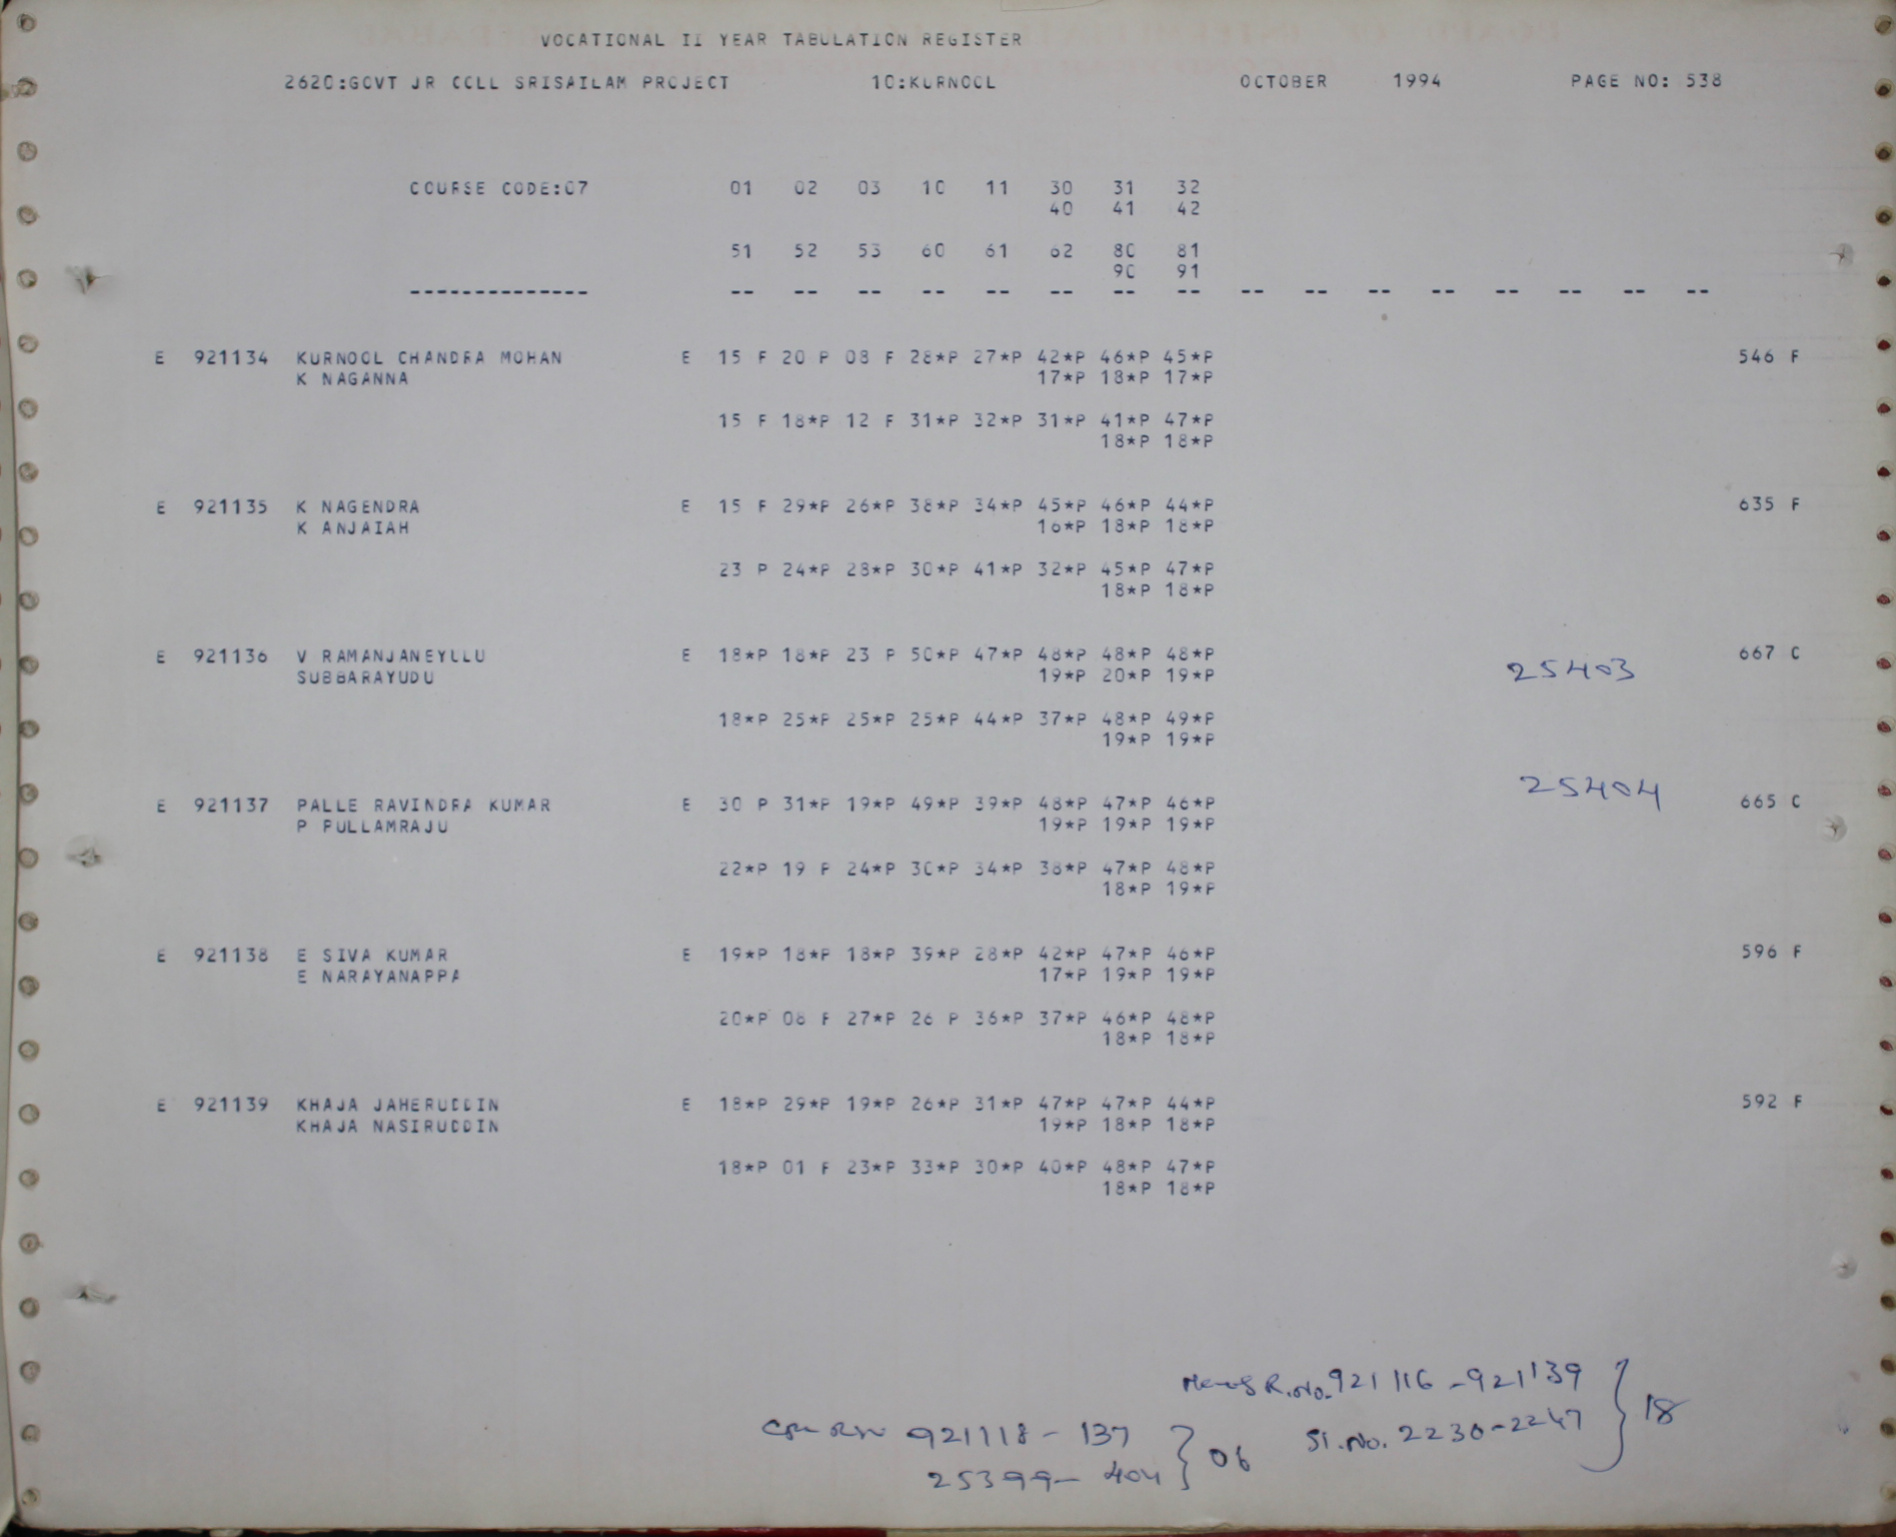 VOCATIONAL II YEAR TABULATION REGISTER
2620:GOVT JR COLL SRISAILAM PROJECT 10:KURNOOL OCTOBER 1994 PAGE NO: 538
COURSE CODE:07 01 02 03 10 11 30 31 32
40 41 42
51 52 53 60 61 62 80 81
90 91
-------------- -- -- -- -- -- -- -- -- -- -- -- -- -- -- -- --
E 921134 KURNOOL CHANDRA MOHAN E 15 F 20 P 08 F 28*P 27*P 42*P 46*P 45*P 546 F
K NAGANNA 17*P 18*P 17*P
15 F 18*P 12 F 31*P 32*P 31*P 41*P 47*P
18*P 18*P
E 921135 K NAGENDRA E 15 F 29*P 26*P 38*P 34*P 45*P 46*P 44*P 635 F
K ANJAIAH 16*P 18*P 18*P
23 P 24*P 28*P 30*P 41*P 32*P 45*P 47*P
18*P 18*P
E 921136 V RAMANJANEYULU E 18*P 18*P 23 P 50*P 47*P 48*P 48*P 48*P 667 C
SUBBARAYUDU 19*P 20*P 19*P 25403
18*P 25*P 25*P 25*P 44*P 37*P 48*P 49*P
19*P 19*P
25404
E 921137 PALLE RAVINDRA KUMAR E 30 P 31*P 19*P 49*P 39*P 48*P 47*P 46*P 665 C
P PULLAMRAJU 19*P 19*P 19*P
22*P 19 P 24*P 30*P 34*P 38*P 47*P 48*P
18*P 19*P
E 921138 E SIVA KUMAR E 19*P 18*P 18*P 39*P 28*P 42*P 47*P 46*P 596 F
E NARAYANAPPA 17*P 19*P 19*P
20*P 08 F 27*P 26 P 36*P 37*P 46*P 48*P
18*P 18*P
E 921139 KHAJA JAHERUDDIN E 18*P 29*P 19*P 26*P 31*P 47*P 47*P 44*P 592 F
KHAJA NASIRUDDIN 19*P 18*P 18*P
18*P 01 F 23*P 33*P 30*P 40*P 48*P 47*P
18*P 18*P
R.No. 921116-921139
Sl.No. 2230-2247 } 18
921118-137
25399-404 } 06